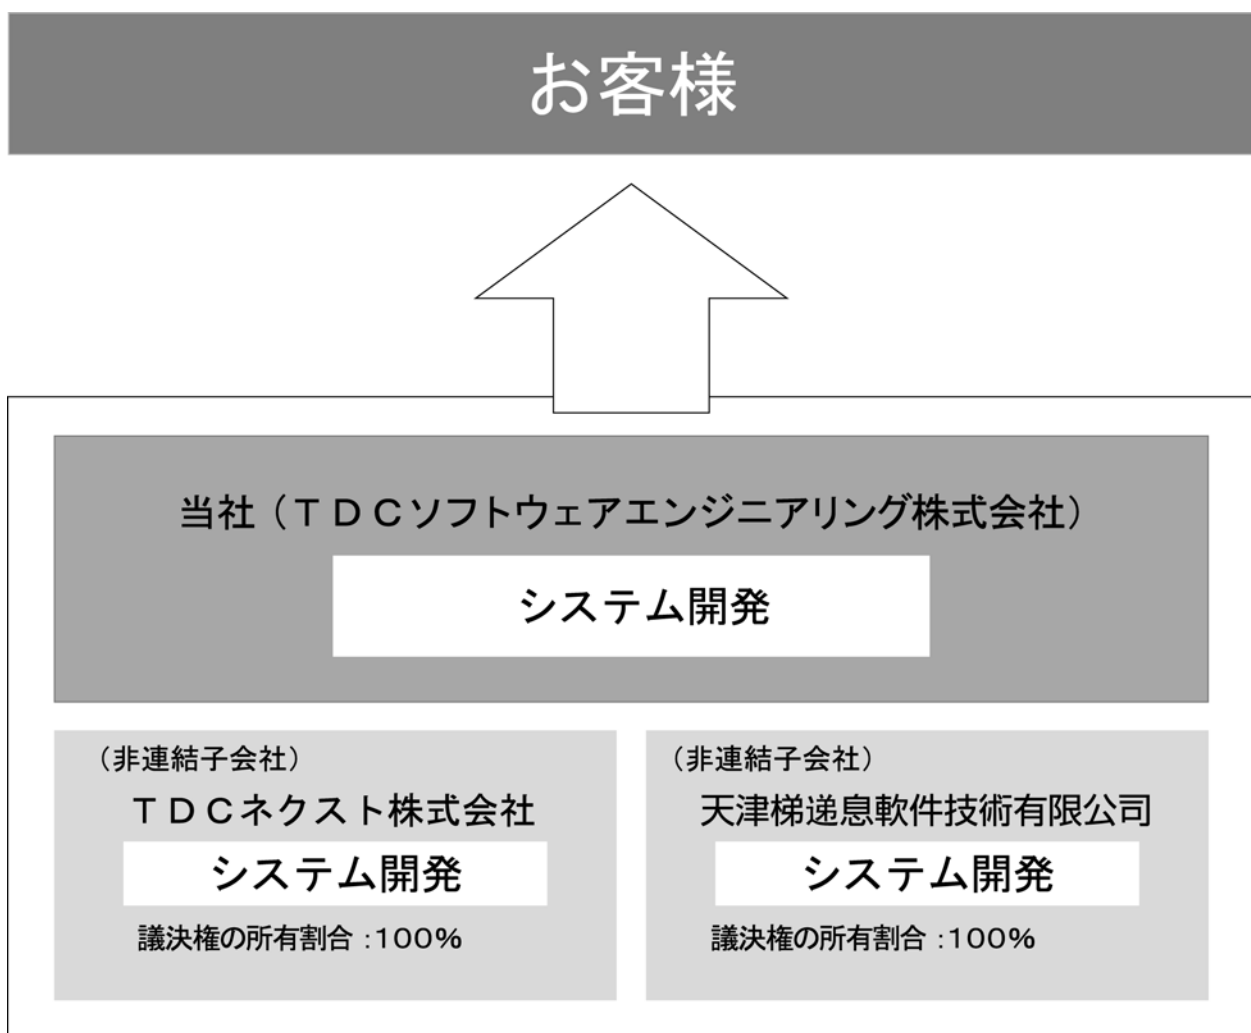 お客様
当社（ＴＤＣソフトウェアエンジニアリング株式会社）
システム開発
（非連結子会社）
ＴＤＣネクスト株式会社
システム開発
議決権の所有割合：100%
（非連結子会社）
天津梯递息軟件技術有限公司
システム開発
議決権の所有割合：100%